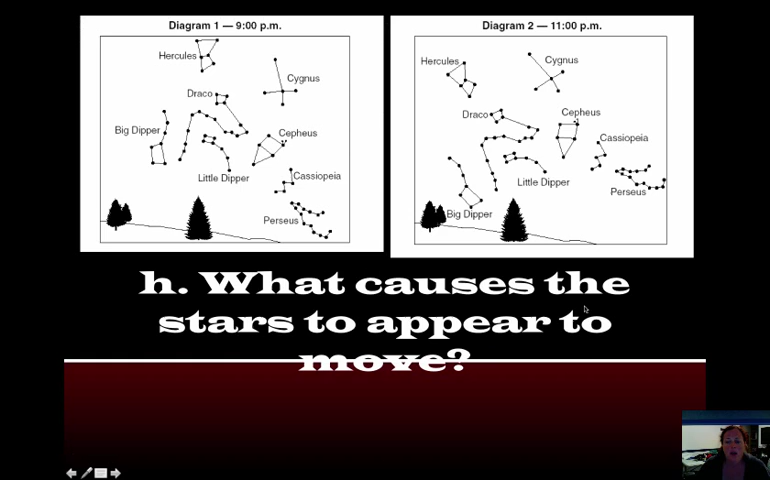 Diagram 1 — 9:00 p.m.
Hercules
Cygnus
Draco
Big Dipper
Cepheus
Little Dipper
Cassiopeia
Perseus
Diagram 2 — 11:00 p.m.
Hercules
Cygnus
Draco
Cepheus
Cassiopeia
Little Dipper
Perseus
Big Dipper
h. What causes the
stars to appear to
move?